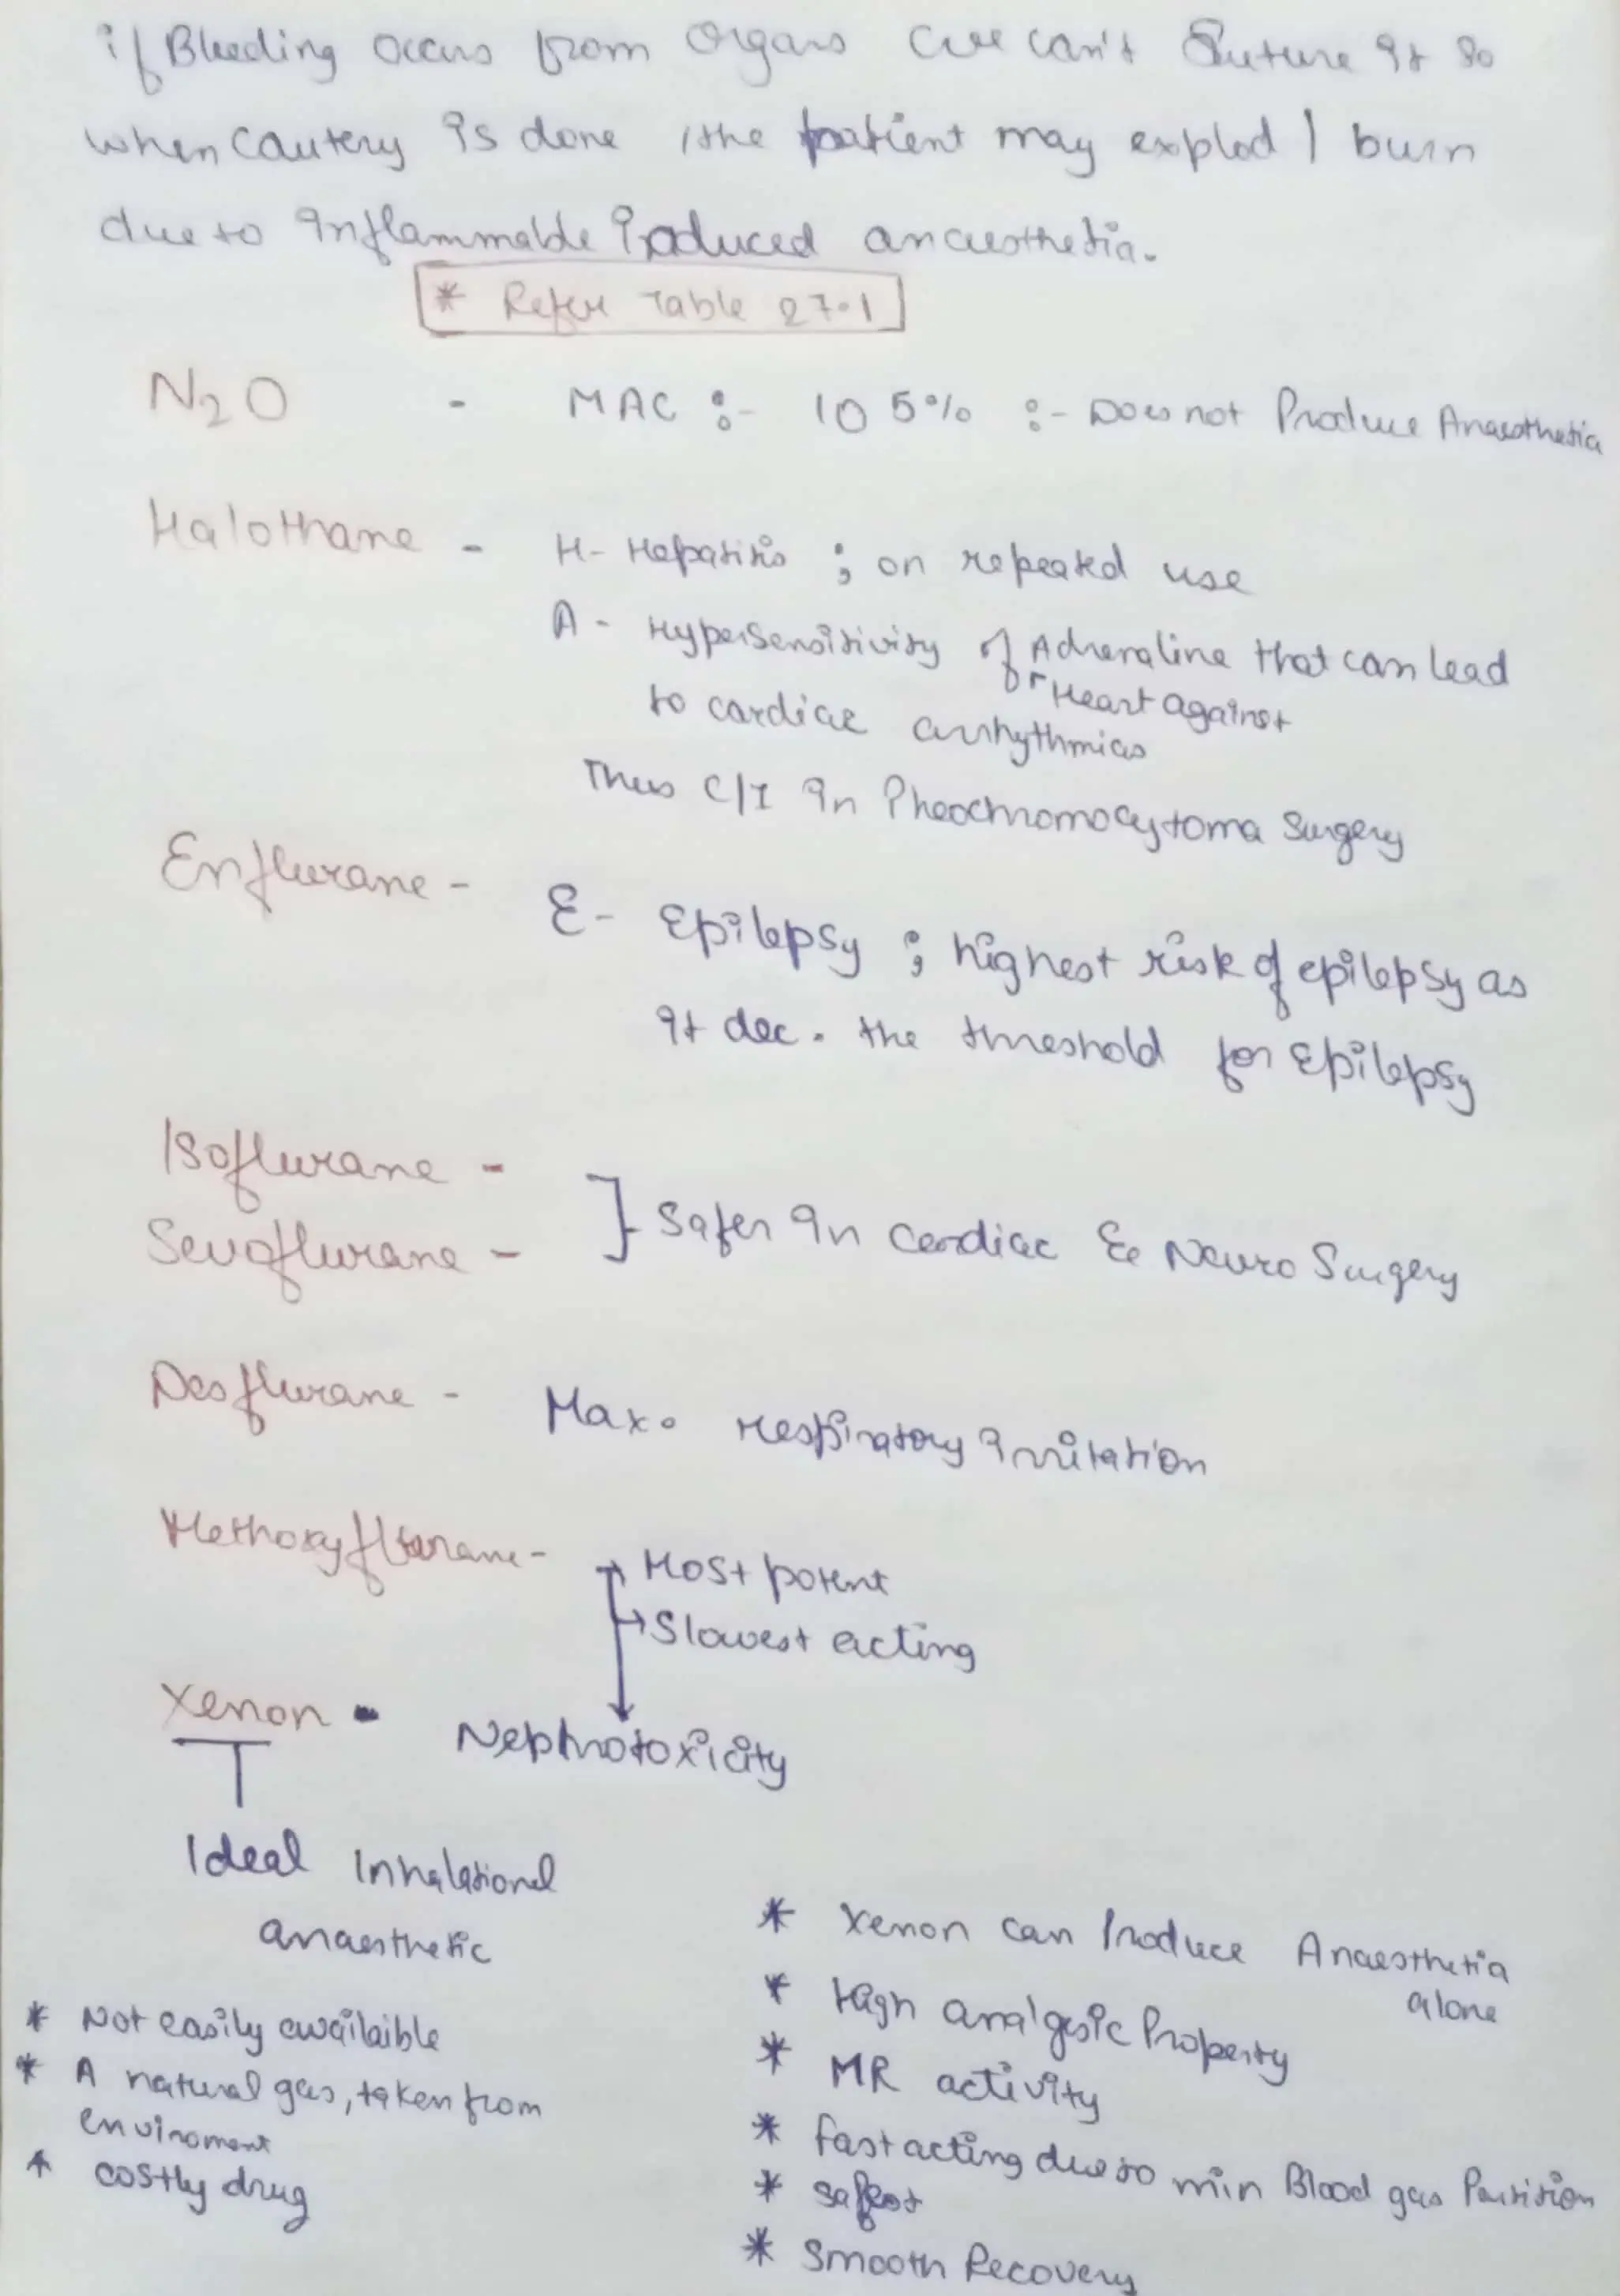 if Bleeding occurs from organs we can't Suture it so
when cautery is done, the patient may explod / burn
due to inflammable induced anaesthetia.
* Refer Table 27.1
N2O - MAC :- 105% :- Does not Produce Anaesthetia
Halothane - H- Hepatitis ; on repeated use
A - Hypersensitivity of Adrenaline that can lead
or Heart against
to cardiac arrhythmias
Thus C/I in Pheochromocytoma Surgery
Enflurane - E- Epilepsy ; highest risk of epilepsy as
it dec. the threshold for Epilepsy
Isoflurane -
Sevoflurane - } Safer in Cardiac & Neuro Surgery
Desflurane - Max. respiratory irritation
Methoxyflurane - → Most potent
→ Slowest acting
Xenon - Nephrotoxicity
Ideal Inhalational
anaesthetic
* Not easily availaible
* A natural gas, taken from
enviroment
* costly drug
* Xenon can Produce Anaesthetia
alone
* High analgesic Property
* MR activity
* fast acting due to min Blood gas Partition
* safest
* Smooth Recovery